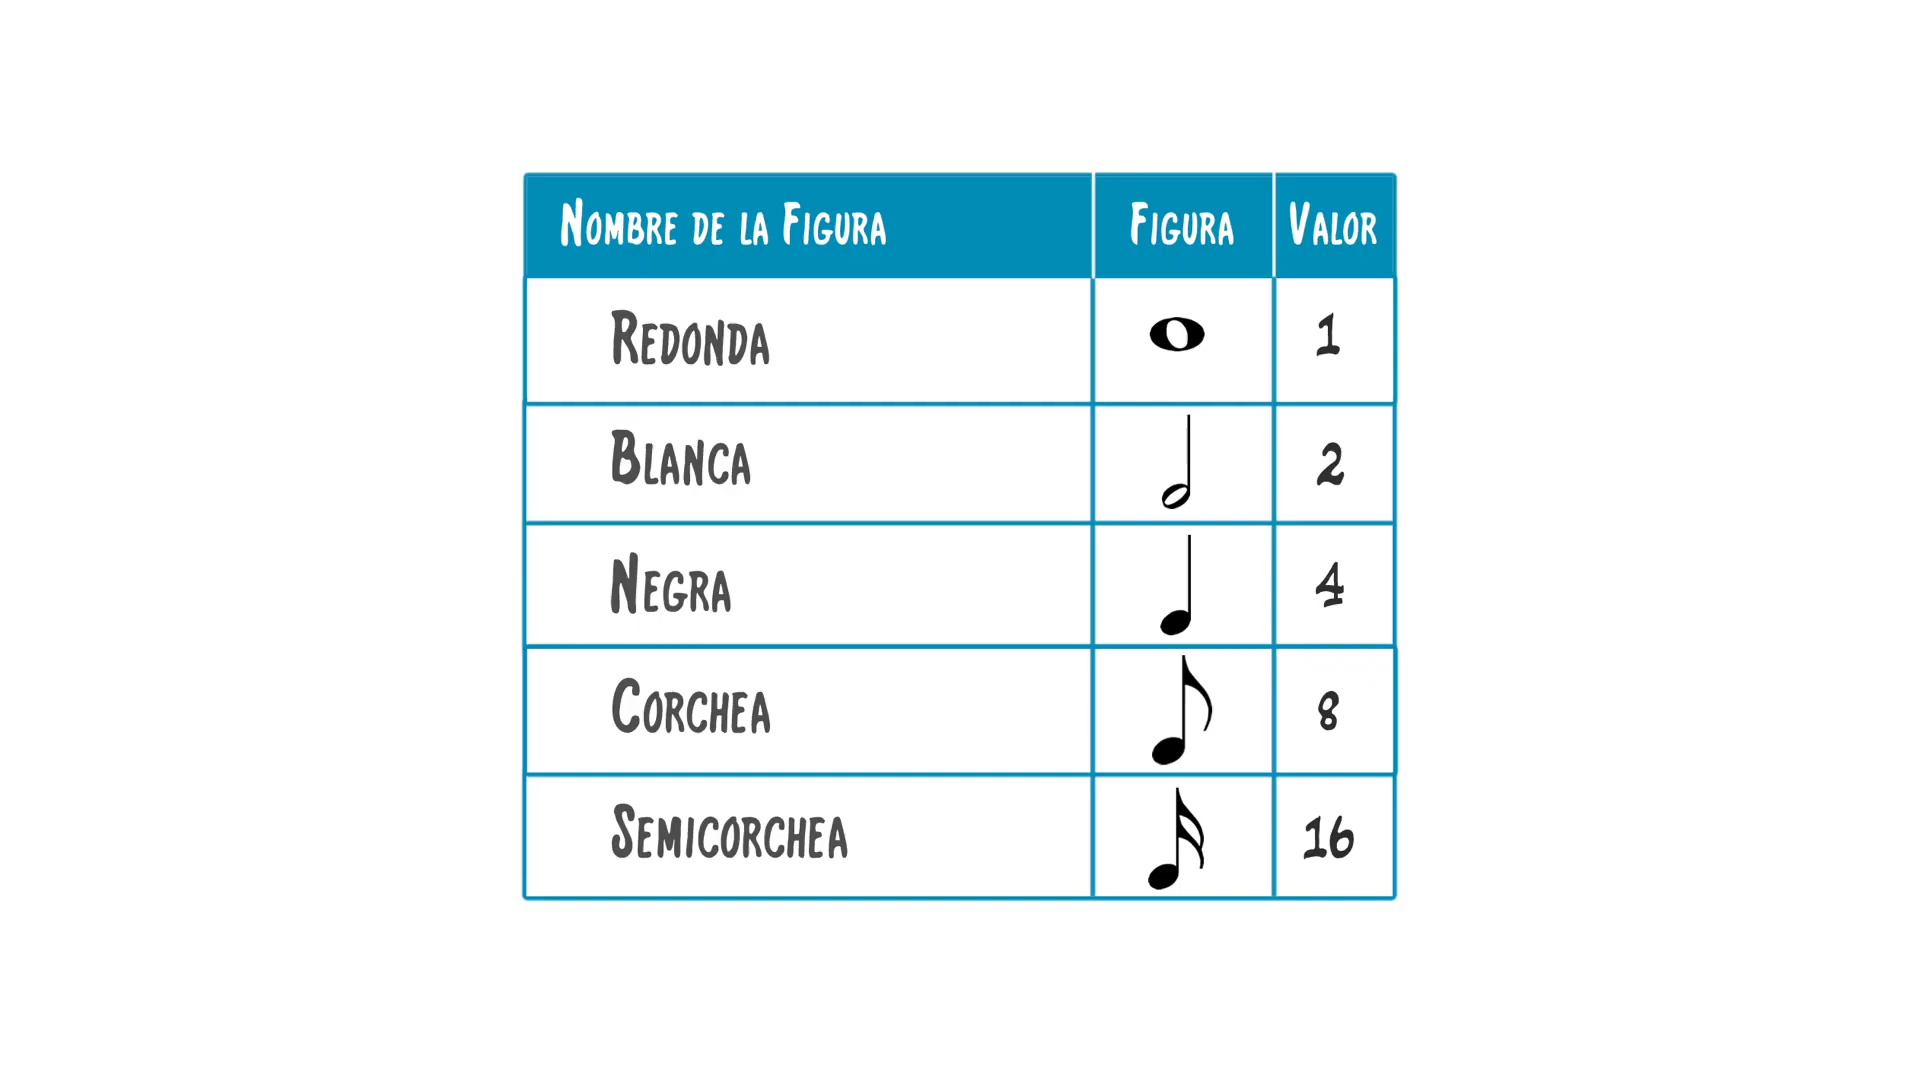 Nombre de la Figura Figura Valor
Redonda 1
Blanca 2
Negra 4
Corchea 8
Semicorchea 16